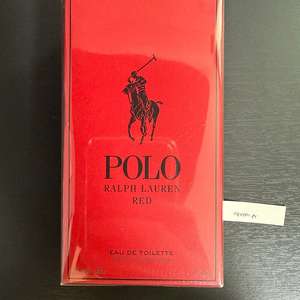 POLO
RALPH LAUREN
RED
EAU DE TOILETTE